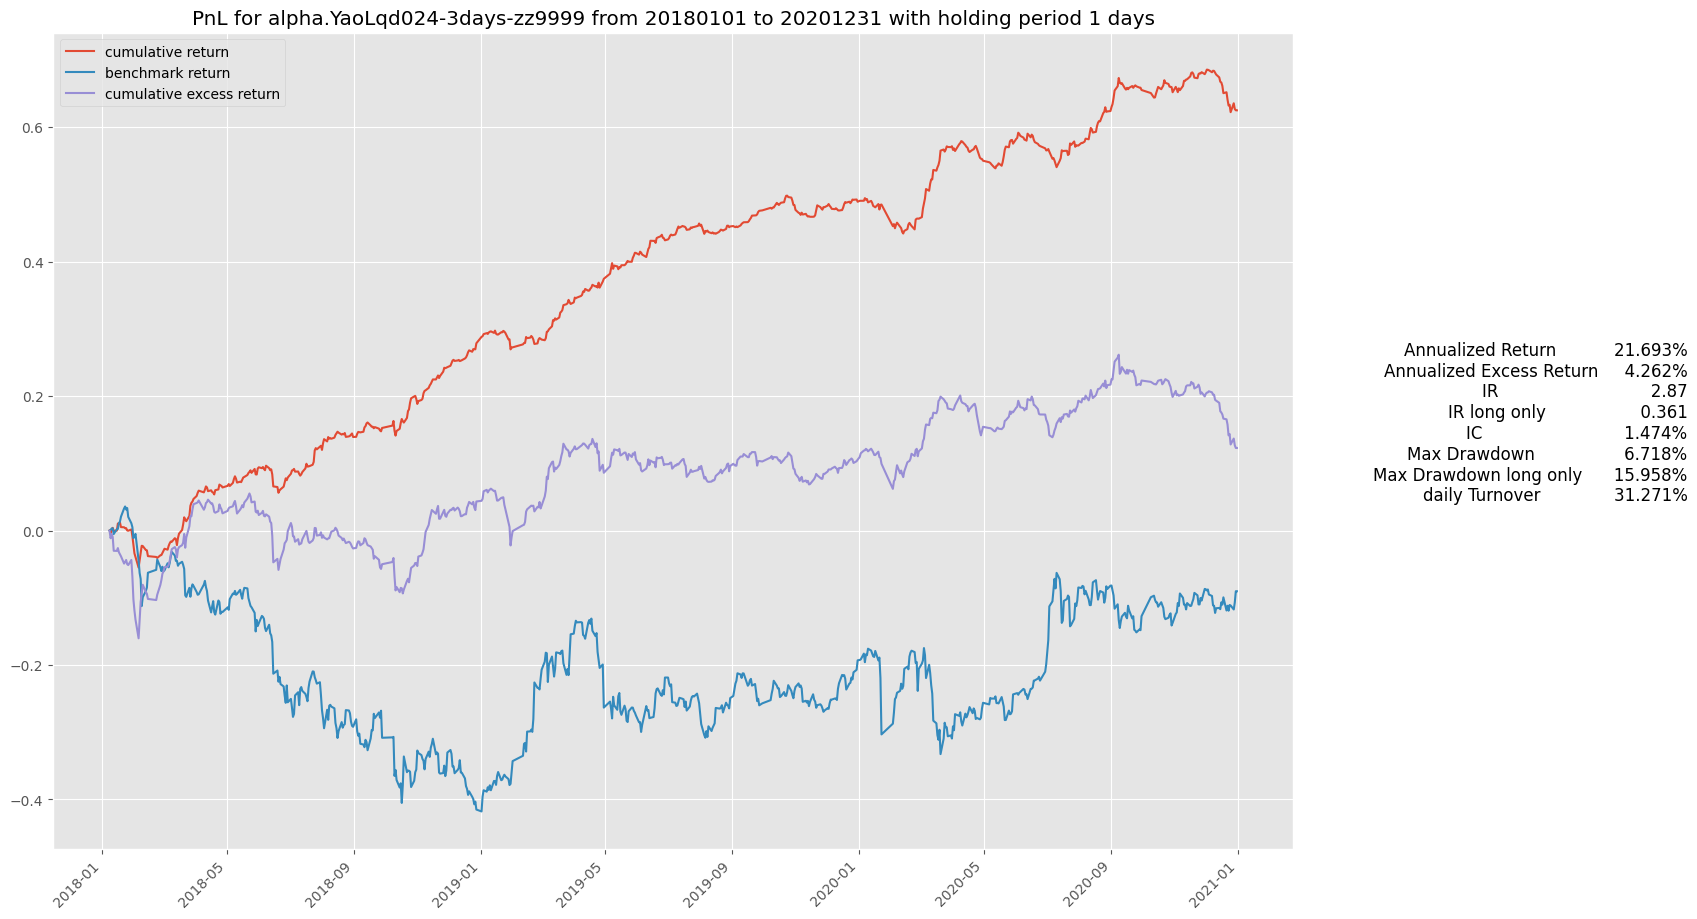 PnL for alpha.YaoLqd024-3days-zz9999 from 20180101 to 20201231 with holding period 1 days
cumulative return
benchmark return
cumulative excess return
0.6
0.4
0.2
0.0
−0.2
−0.4
2018-01
2018-05
2018-09
2019-01
2019-05
2019-09
2020-01
2020-05
2020-09
2021-01
Annualized Return 21.693%
Annualized Excess Return 4.262%
IR 2.87
IR long only 0.361
IC 1.474%
Max Drawdown 6.718%
Max Drawdown long only 15.958%
daily Turnover 31.271%